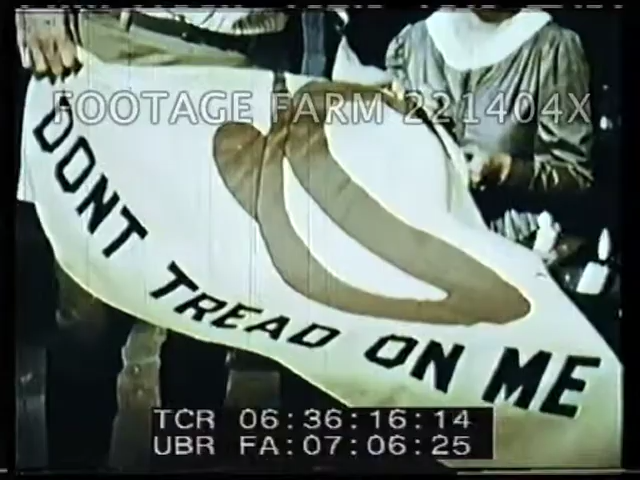 FOOTAGE FARM 221404X
DONT TREAD ON ME
TCR 06:36:16:14
UBR FA:07:06:25